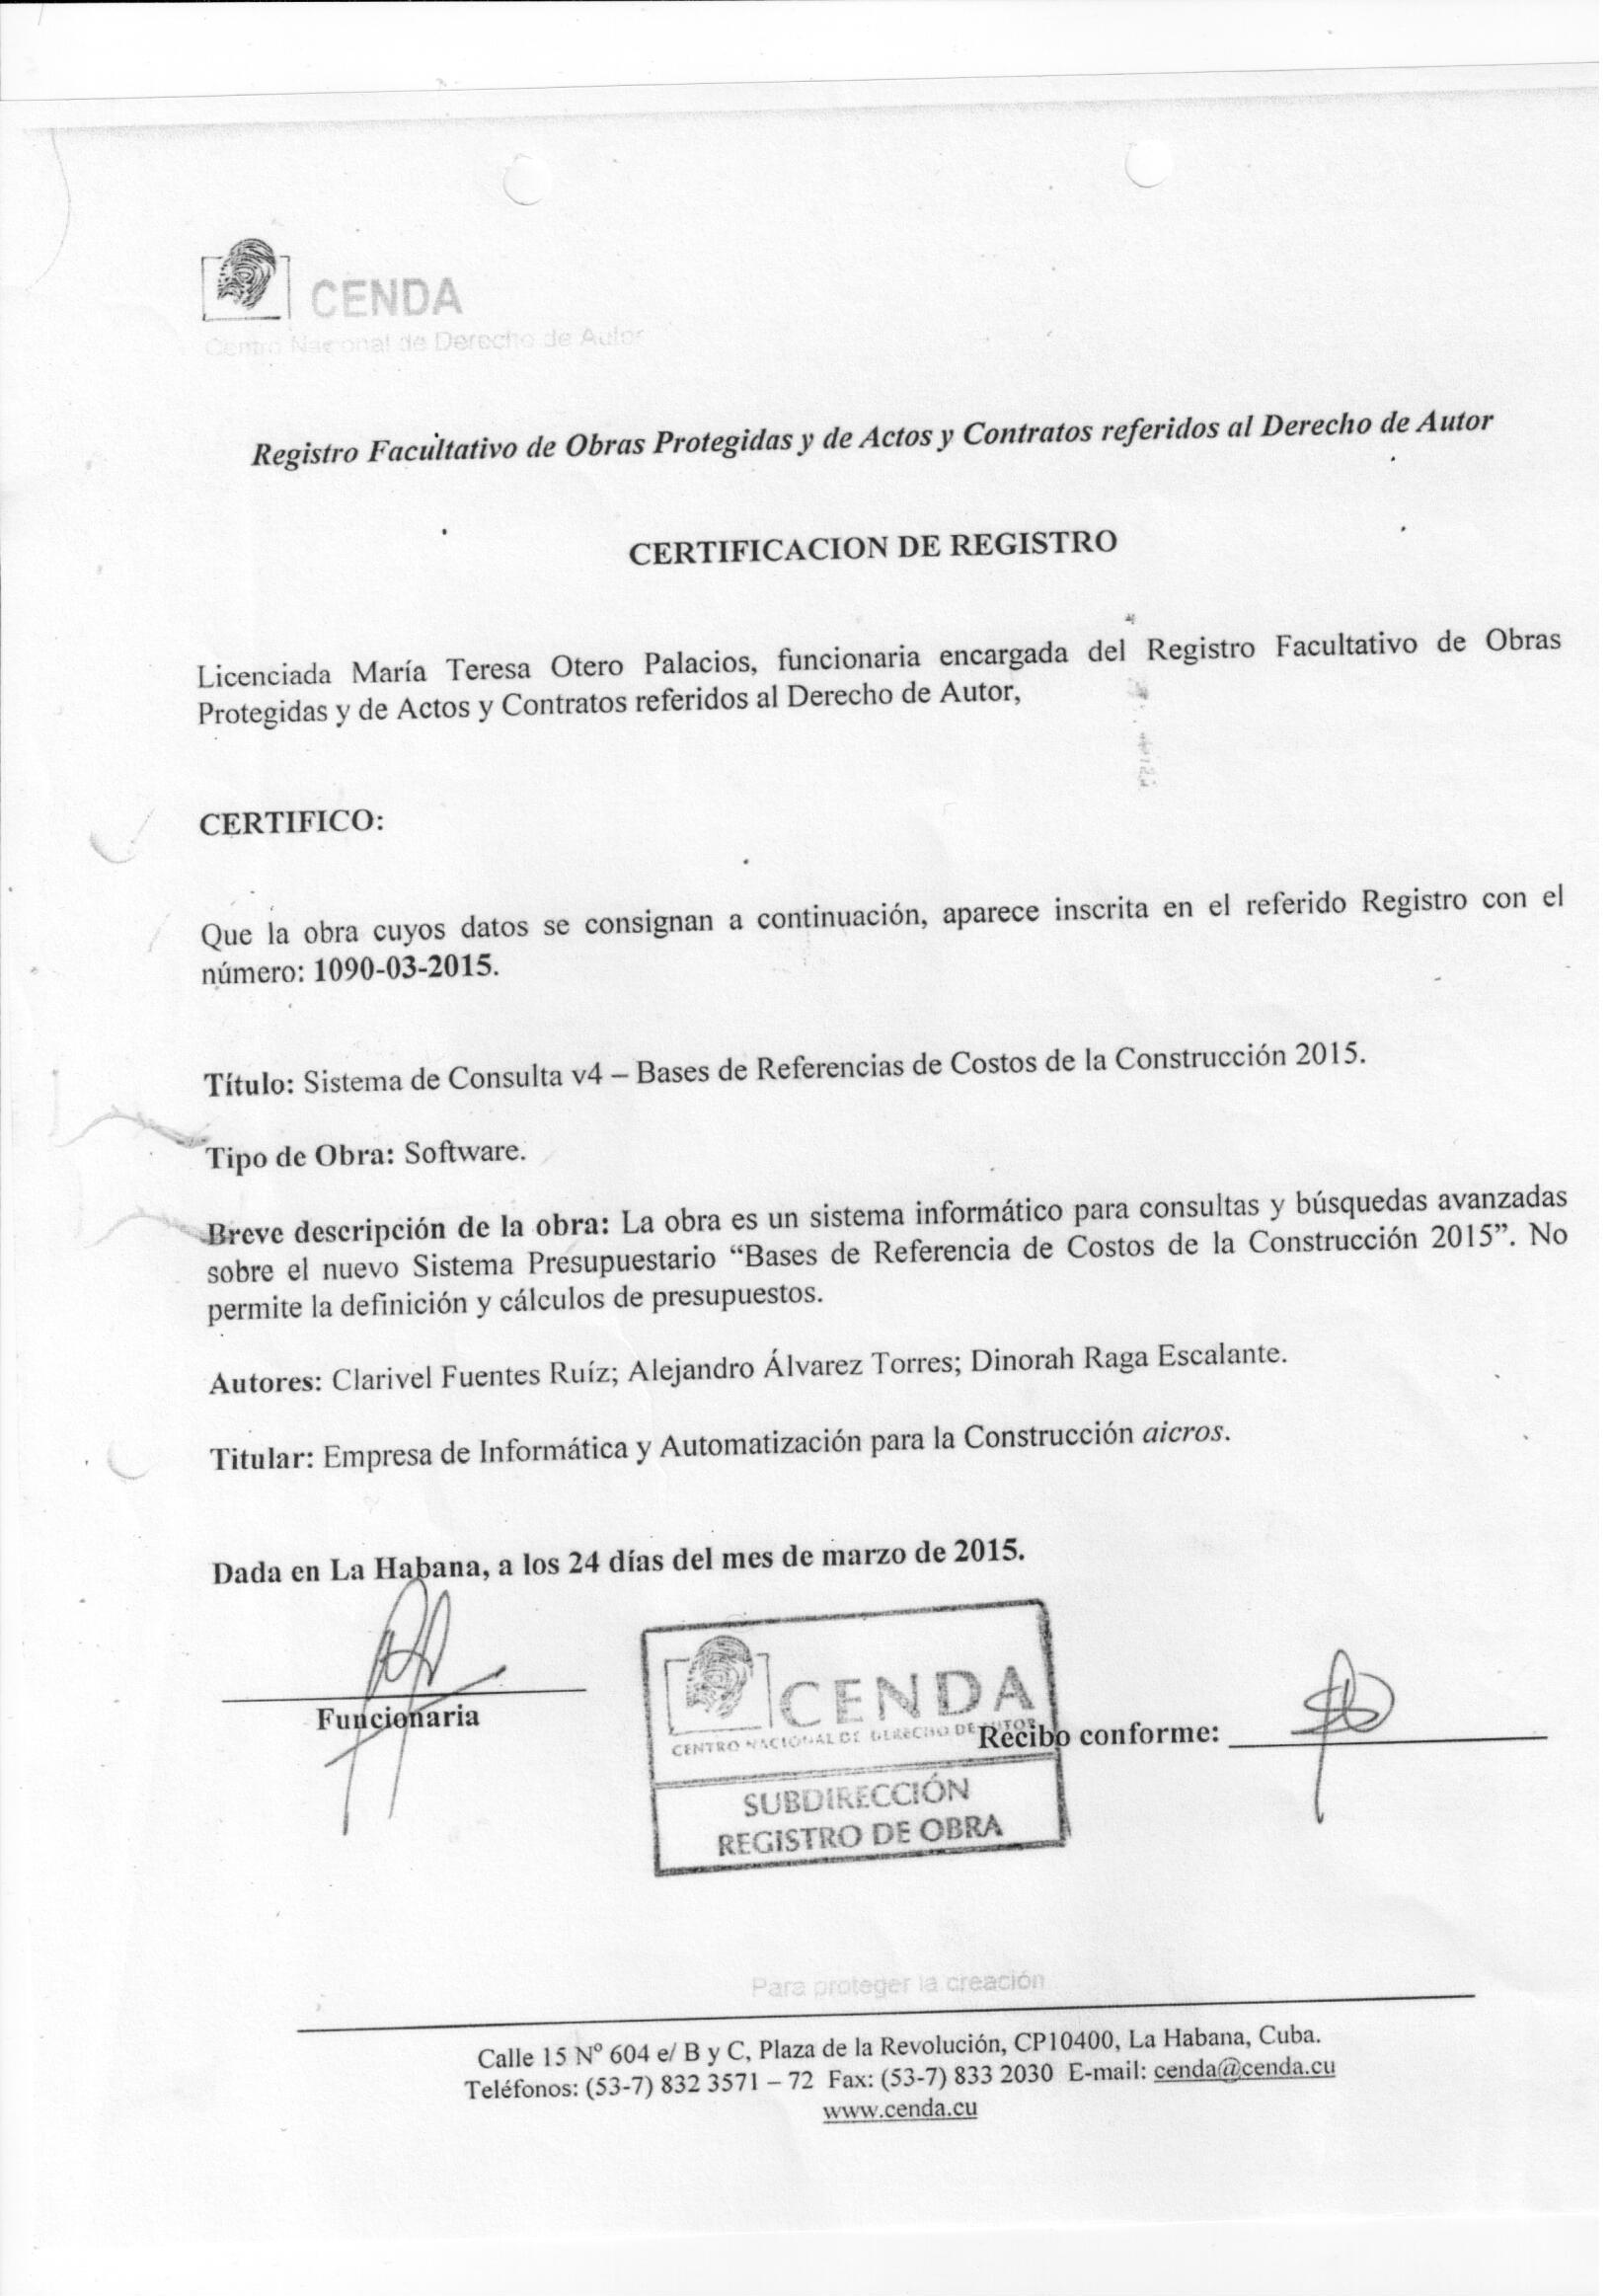 CENDA
Centro Nacional de Derecho de Autor
Registro Facultativo de Obras Protegidas y de Actos y Contratos referidos al Derecho de Autor
CERTIFICACION DE REGISTRO
Licenciada María Teresa Otero Palacios, funcionaria encargada del Registro Facultativo de Obras
Protegidas y de Actos y Contratos referidos al Derecho de Autor,
CERTIFICO:
Que la obra cuyos datos se consignan a continuación, aparece inscrita en el referido Registro con el
número: 1090-03-2015.
Título: Sistema de Consulta v4 – Bases de Referencias de Costos de la Construcción 2015.
Tipo de Obra: Software.
Breve descripción de la obra: La obra es un sistema informático para consultas y búsquedas avanzadas
sobre el nuevo Sistema Presupuestario “Bases de Referencia de Costos de la Construcción 2015”. No
permite la definición y cálculos de presupuestos.
Autores: Clarivel Fuentes Ruíz; Alejandro Álvarez Torres; Dinorah Raga Escalante.
Titular: Empresa de Informática y Automatización para la Construcción aicros.
Dada en La Habana, a los 24 días del mes de marzo de 2015.
Funcionaria
CENDA
CENTRO NACIONAL DE DERECHO DE AUTOR
SUBDIRECCIÓN
REGISTRO DE OBRA
Recibo conforme:
Para proteger la creación
Calle 15 Nº 604 e/ B y C, Plaza de la Revolución, CP10400, La Habana, Cuba.
Teléfonos: (53-7) 832 3571 – 72 Fax: (53-7) 833 2030 E-mail: cenda@cenda.cu
www.cenda.cu